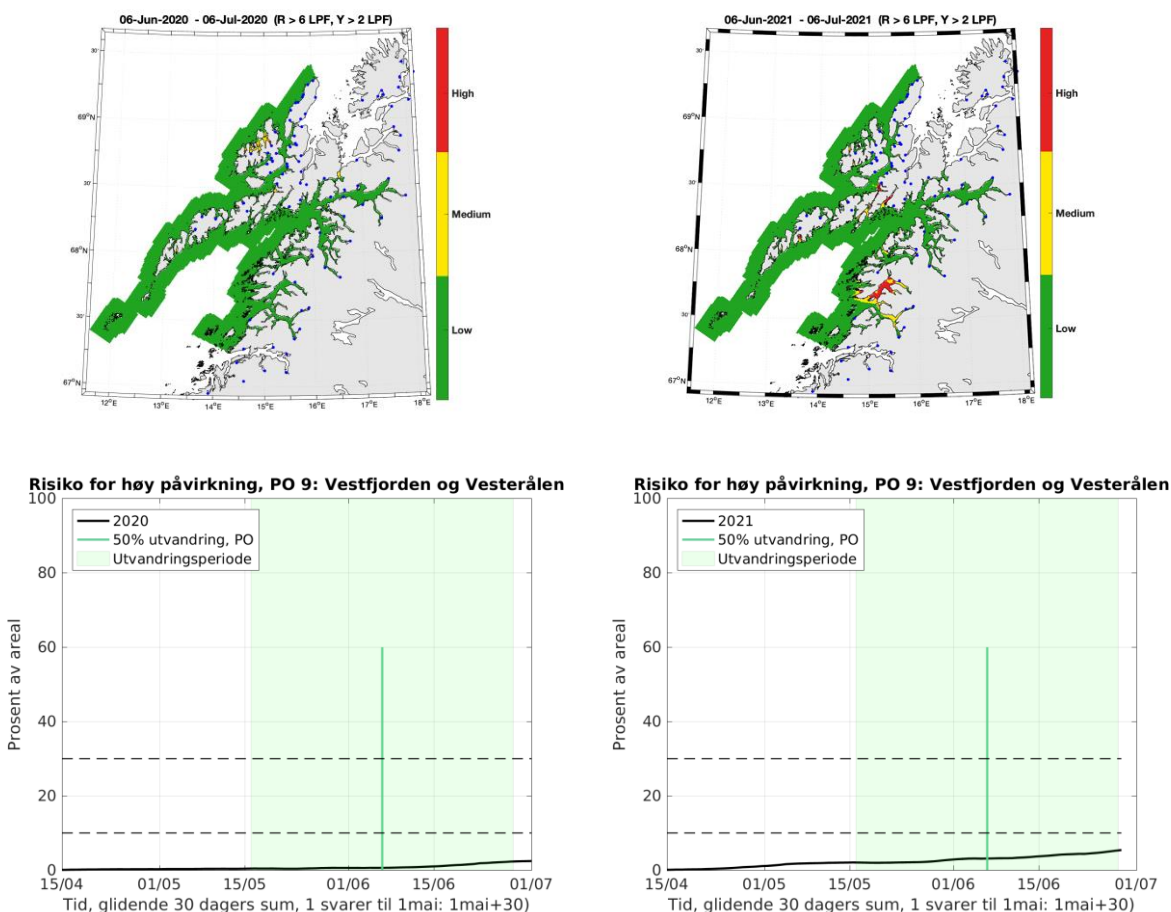 06-Jun-2020 - 06-Jul-2020 (R > 6 LPF, Y > 2 LPF)
30'
69°N
30'
68°N
30'
67°N
12°E
13°E
14°E
15°E
16°E
17°E
18°E
High
Medium
Low
06-Jun-2021 - 06-Jul-2021 (R > 6 LPF, Y > 2 LPF)
30'
69°N
30'
68°N
30'
67°N
12°E
13°E
14°E
15°E
16°E
17°E
18°E
High
Medium
Low
Risiko for høy påvirkning, PO 9: Vestfjorden og Vesterålen
2020
50% utvandring, PO
Utvandringsperiode
Prosent av areal
100
80
60
40
20
0
15/04
01/05
15/05
01/06
15/06
01/07
Tid, glidende 30 dagers sum, 1 svarer til 1mai: 1mai+30)
Risiko for høy påvirkning, PO 9: Vestfjorden og Vesterålen
2021
50% utvandring, PO
Utvandringsperiode
Prosent av areal
100
80
60
40
20
0
15/04
01/05
15/05
01/06
15/06
01/07
Tid, glidende 30 dagers sum, 1 svarer til 1mai: 1mai+30)